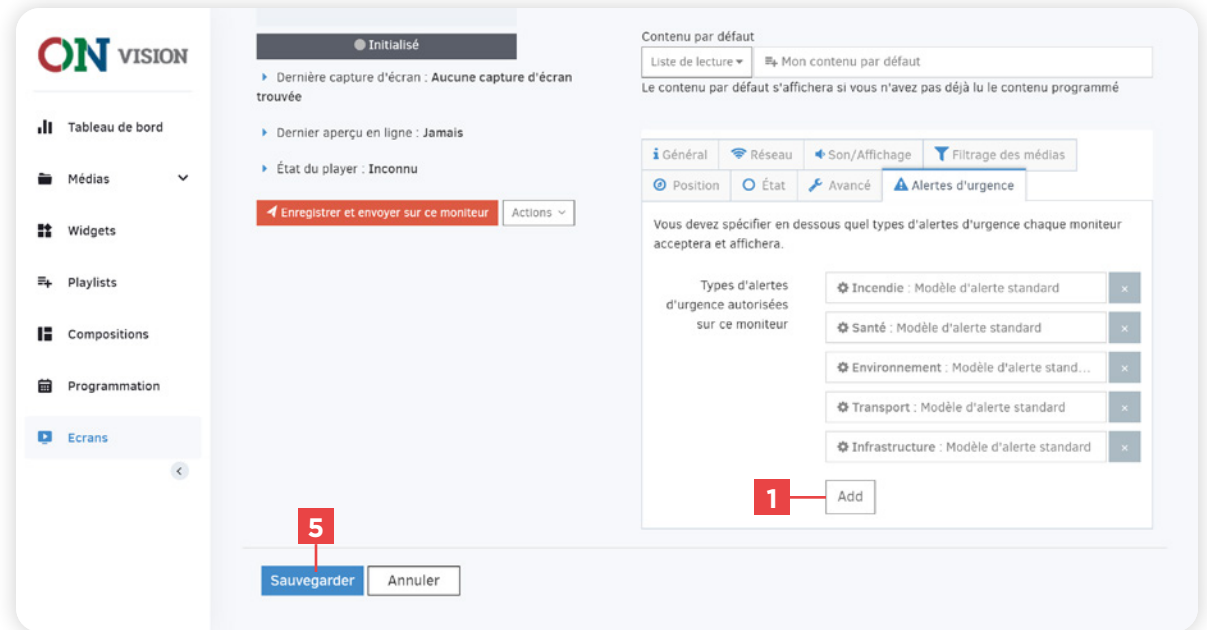 ON VISION
Tableau de bord
Médias
Widgets
Playlists
Compositions
Programmation
Ecrans
Initialisé
Dernière capture d'écran : Aucune capture d'écran
trouvée
Dernier aperçu en ligne : Jamais
État du player : Inconnu
Enregistrer et envoyer sur ce moniteur
Actions
Contenu par défaut
Liste de lecture
Mon contenu par défaut
Le contenu par défaut s'affichera si vous n'avez pas déjà lu le contenu programmé
Général
Réseau
Son/Affichage
Filtrage des médias
Position
État
Avancé
Alertes d'urgence
Vous devez spécifier en dessous quel types d'alertes d'urgence chaque moniteur
acceptera et affichera.
Types d'alertes
d'urgence autorisées
sur ce moniteur
Incendie : Modèle d'alerte standard ×
Santé : Modèle d'alerte standard ×
Environnement : Modèle d'alerte stand... ×
Transport : Modèle d'alerte standard ×
Infrastructure : Modèle d'alerte standard ×
1
Add
5
Sauvegarder
Annuler